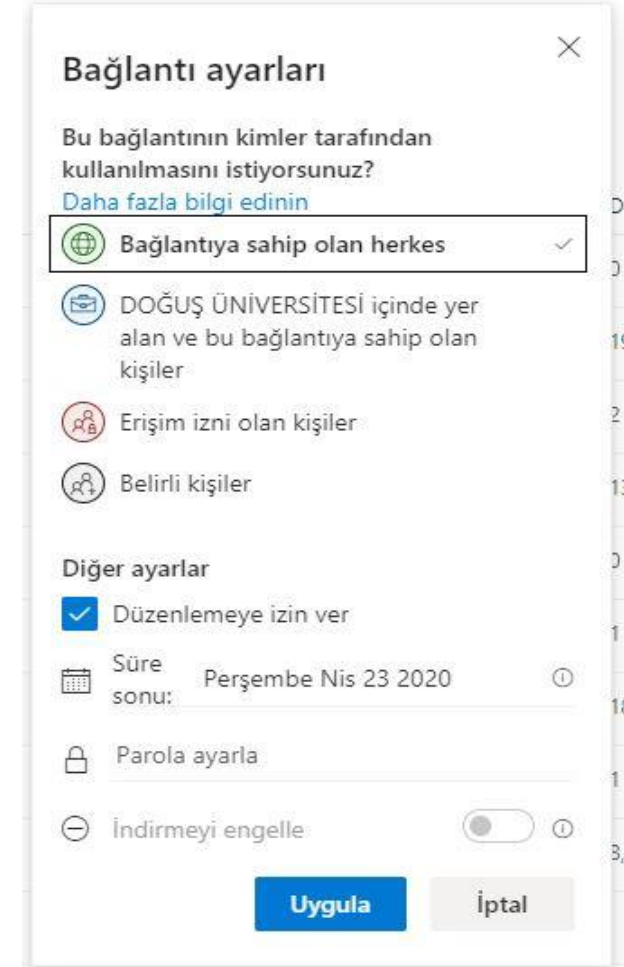 Bağlantı ayarları
Bu bağlantının kimler tarafından
kullanılmasını istiyorsunuz?
Daha fazla bilgi edinin
Bağlantıya sahip olan herkes
DOĞUŞ ÜNİVERSİTESİ içinde yer
alan ve bu bağlantıya sahip olan
kişiler
Erişim izni olan kişiler
Belirli kişiler
Diğer ayarlar
Düzenlemeye izin ver
Süre
sonu:
Perşembe Nis 23 2020
Parola ayarla
İndirmeyi engelle
Uygula
İptal